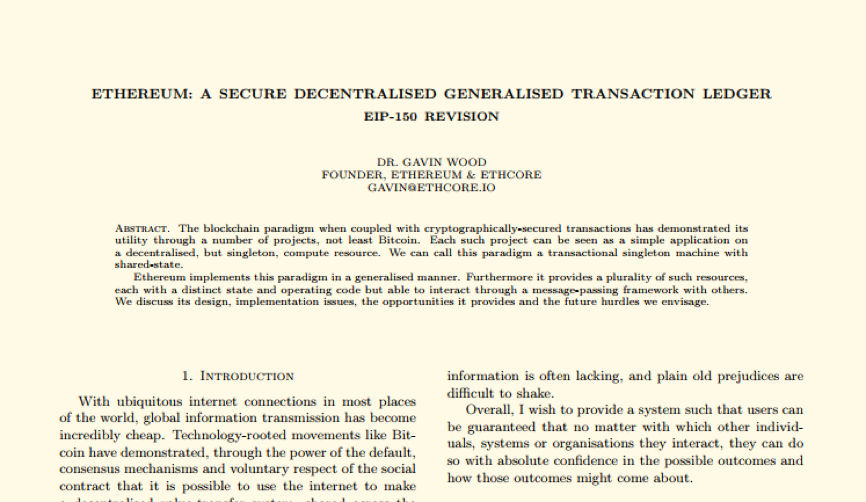 ETHEREUM: A SECURE DECENTRALISED GENERALISED TRANSACTION LEDGER
EIP-150 REVISION
DR. GAVIN WOOD
FOUNDER, ETHEREUM & ETHCORE
GAVIN@ETHCORE.IO
Abstract. The blockchain paradigm when coupled with cryptographically-secured transactions has demonstrated its
utility through a number of projects, not least Bitcoin. Each such project can be seen as a simple application on
a decentralised, but singleton, compute resource. We can call this paradigm a transactional singleton machine with
shared-state.
Ethereum implements this paradigm in a generalised manner. Furthermore it provides a plurality of such resources,
each with a distinct state and operating code but able to interact through a message-passing framework with others.
We discuss its design, implementation issues, the opportunities it provides and the future hurdles we envisage.
1. Introduction
With ubiquitous internet connections in most places
of the world, global information transmission has become
incredibly cheap. Technology-rooted movements like Bit-
coin have demonstrated, through the power of the default,
consensus mechanisms and voluntary respect of the social
contract that it is possible to use the internet to make
a decentralised value-transfer system, shared across the
information is often lacking, and plain old prejudices are
difficult to shake.
Overall, I wish to provide a system such that users can
be guaranteed that no matter with which other individ-
uals, systems or organisations they interact, they can do
so with absolute confidence in the possible outcomes and
how those outcomes might come about.